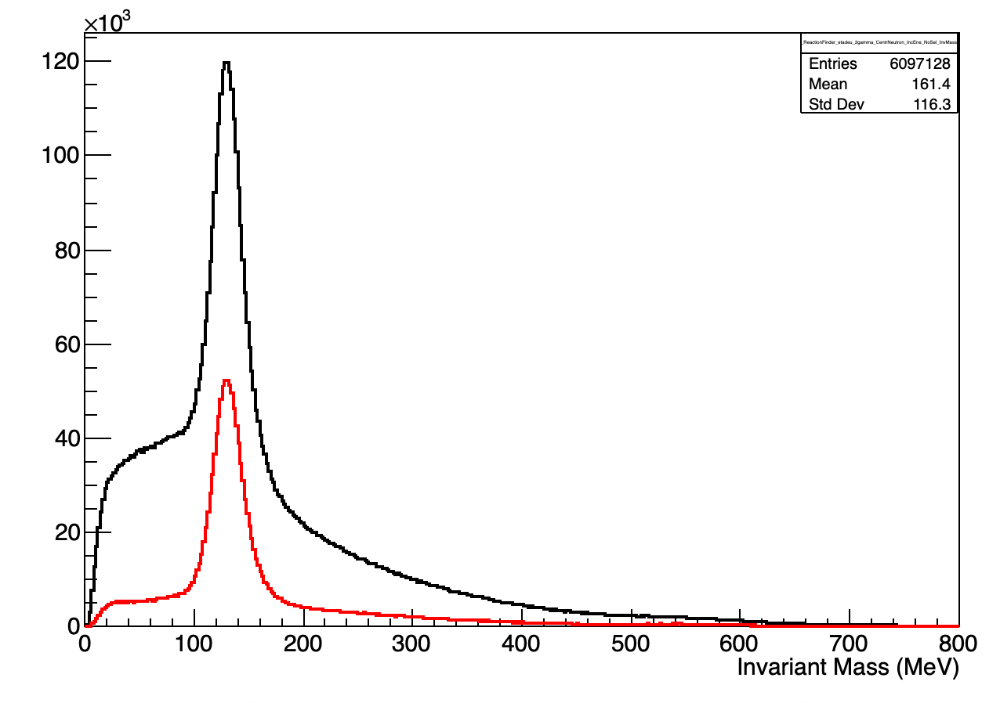 ×10³
_ReactionFinder_etadeu_2gamma_CentrNeutron_IncEne_NoSel_InvMass
Entries 6097128
Mean 161.4
Std Dev 116.3
120
100
80
60
40
20
0
0 100 200 300 400 500 600 700 800
Invariant Mass (MeV)